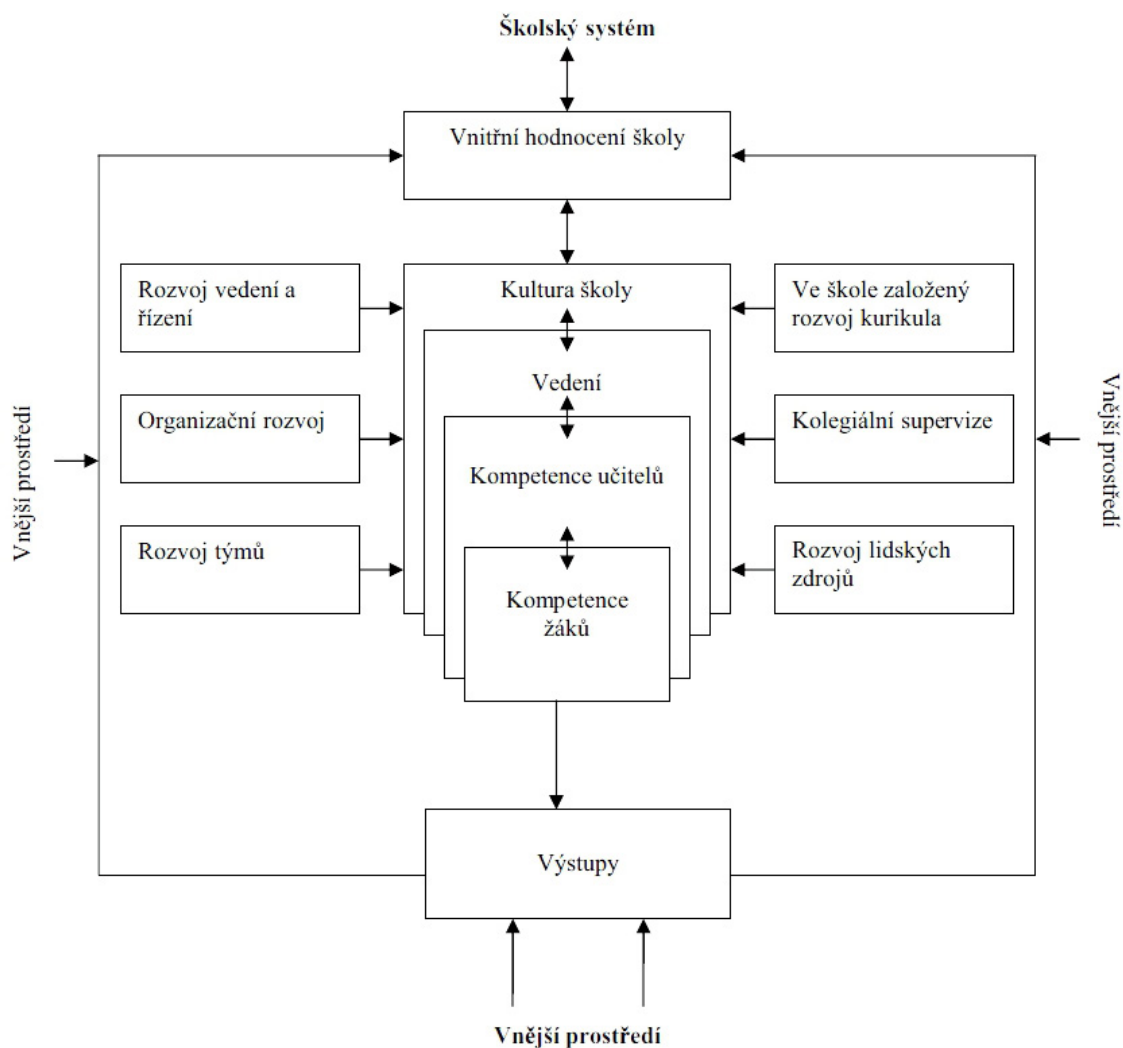 Školský systém
Vnitřní hodnocení školy
Rozvoj vedení a
řízení
Kultura školy
Ve škole založený
rozvoj kurikula
Vedení
Organizační rozvoj
Kolegiální supervize
Vnější prostředí
Vnější prostředí
Kompetence učitelů
Rozvoj týmů
Rozvoj lidských
zdrojů
Kompetence
žáků
Výstupy
Vnější prostředí